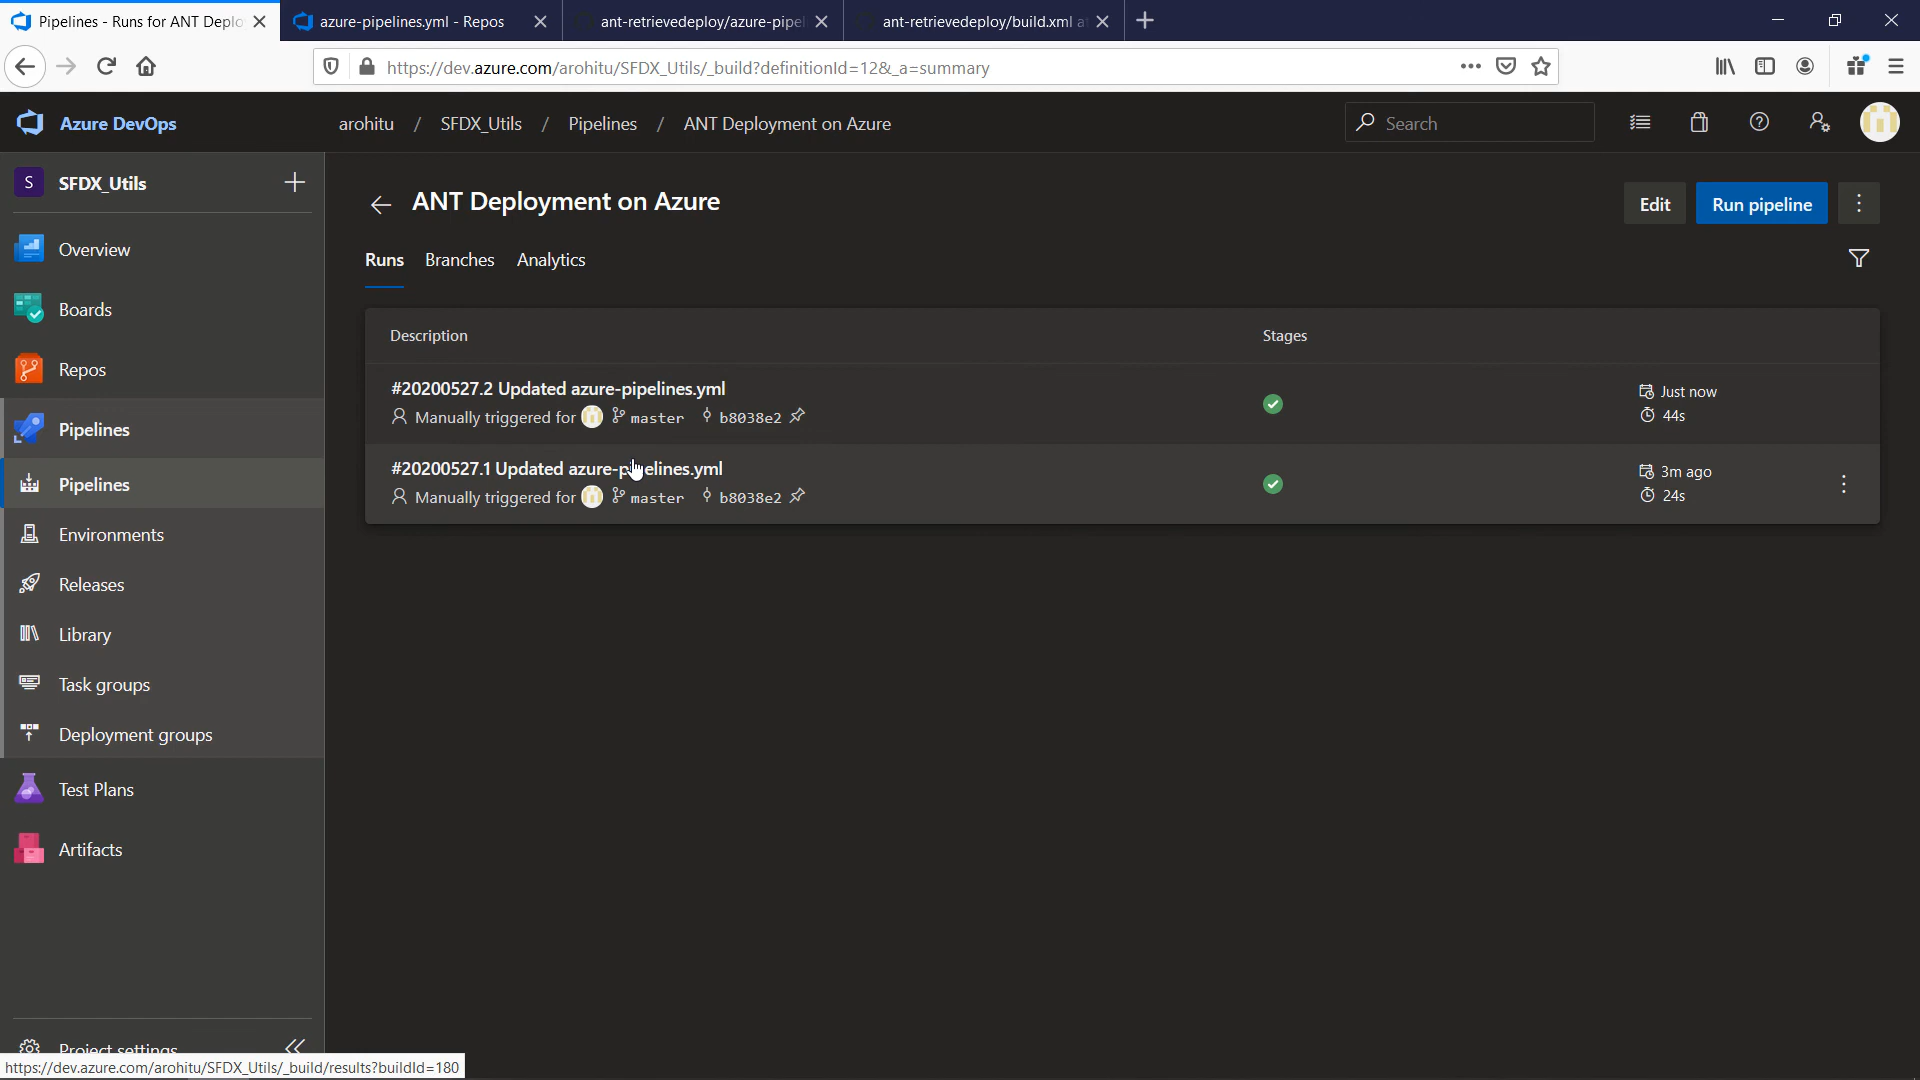 Pipelines - Runs for ANT Deplo
azure-pipelines.yml - Repos
ant-retrievedeploy/azure-pipel
ant-retrievedeploy/build.xml a
https://dev.azure.com/arohitu/SFDX_Utils/_build?definitionId=12&_a=summary
Azure DevOps
arohitu / SFDX_Utils / Pipelines / ANT Deployment on Azure
Search
S SFDX_Utils
Overview
Boards
Repos
Pipelines
Pipelines
Environments
Releases
Library
Task groups
Deployment groups
Test Plans
Artifacts
Project settings
ANT Deployment on Azure
Edit
Run pipeline
Runs Branches Analytics
Description Stages
#20200527.2 Updated azure-pipelines.yml
Just now
Manually triggered for master b8038e2
44s
#20200527.1 Updated azure-pipelines.yml
3m ago
Manually triggered for master b8038e2
24s
https://dev.azure.com/arohitu/SFDX_Utils/_build/results?buildId=180